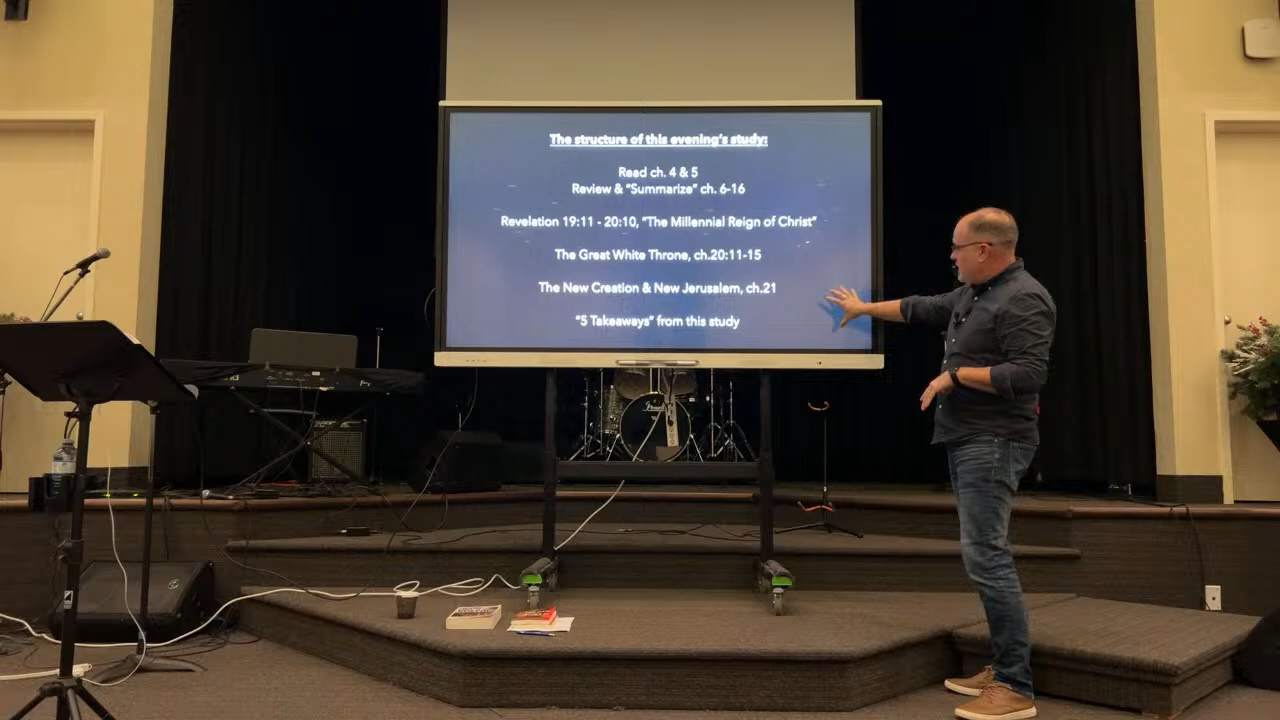 The structure of this evening's study:
Read ch. 4 & 5
Review & "Summarize" ch. 6-16
Revelation 19:11 - 20:10, "The Millennial Reign of Christ"
The Great White Throne, ch.20:11-15
The New Creation & New Jerusalem, ch.21
"5 Takeaways" from this study